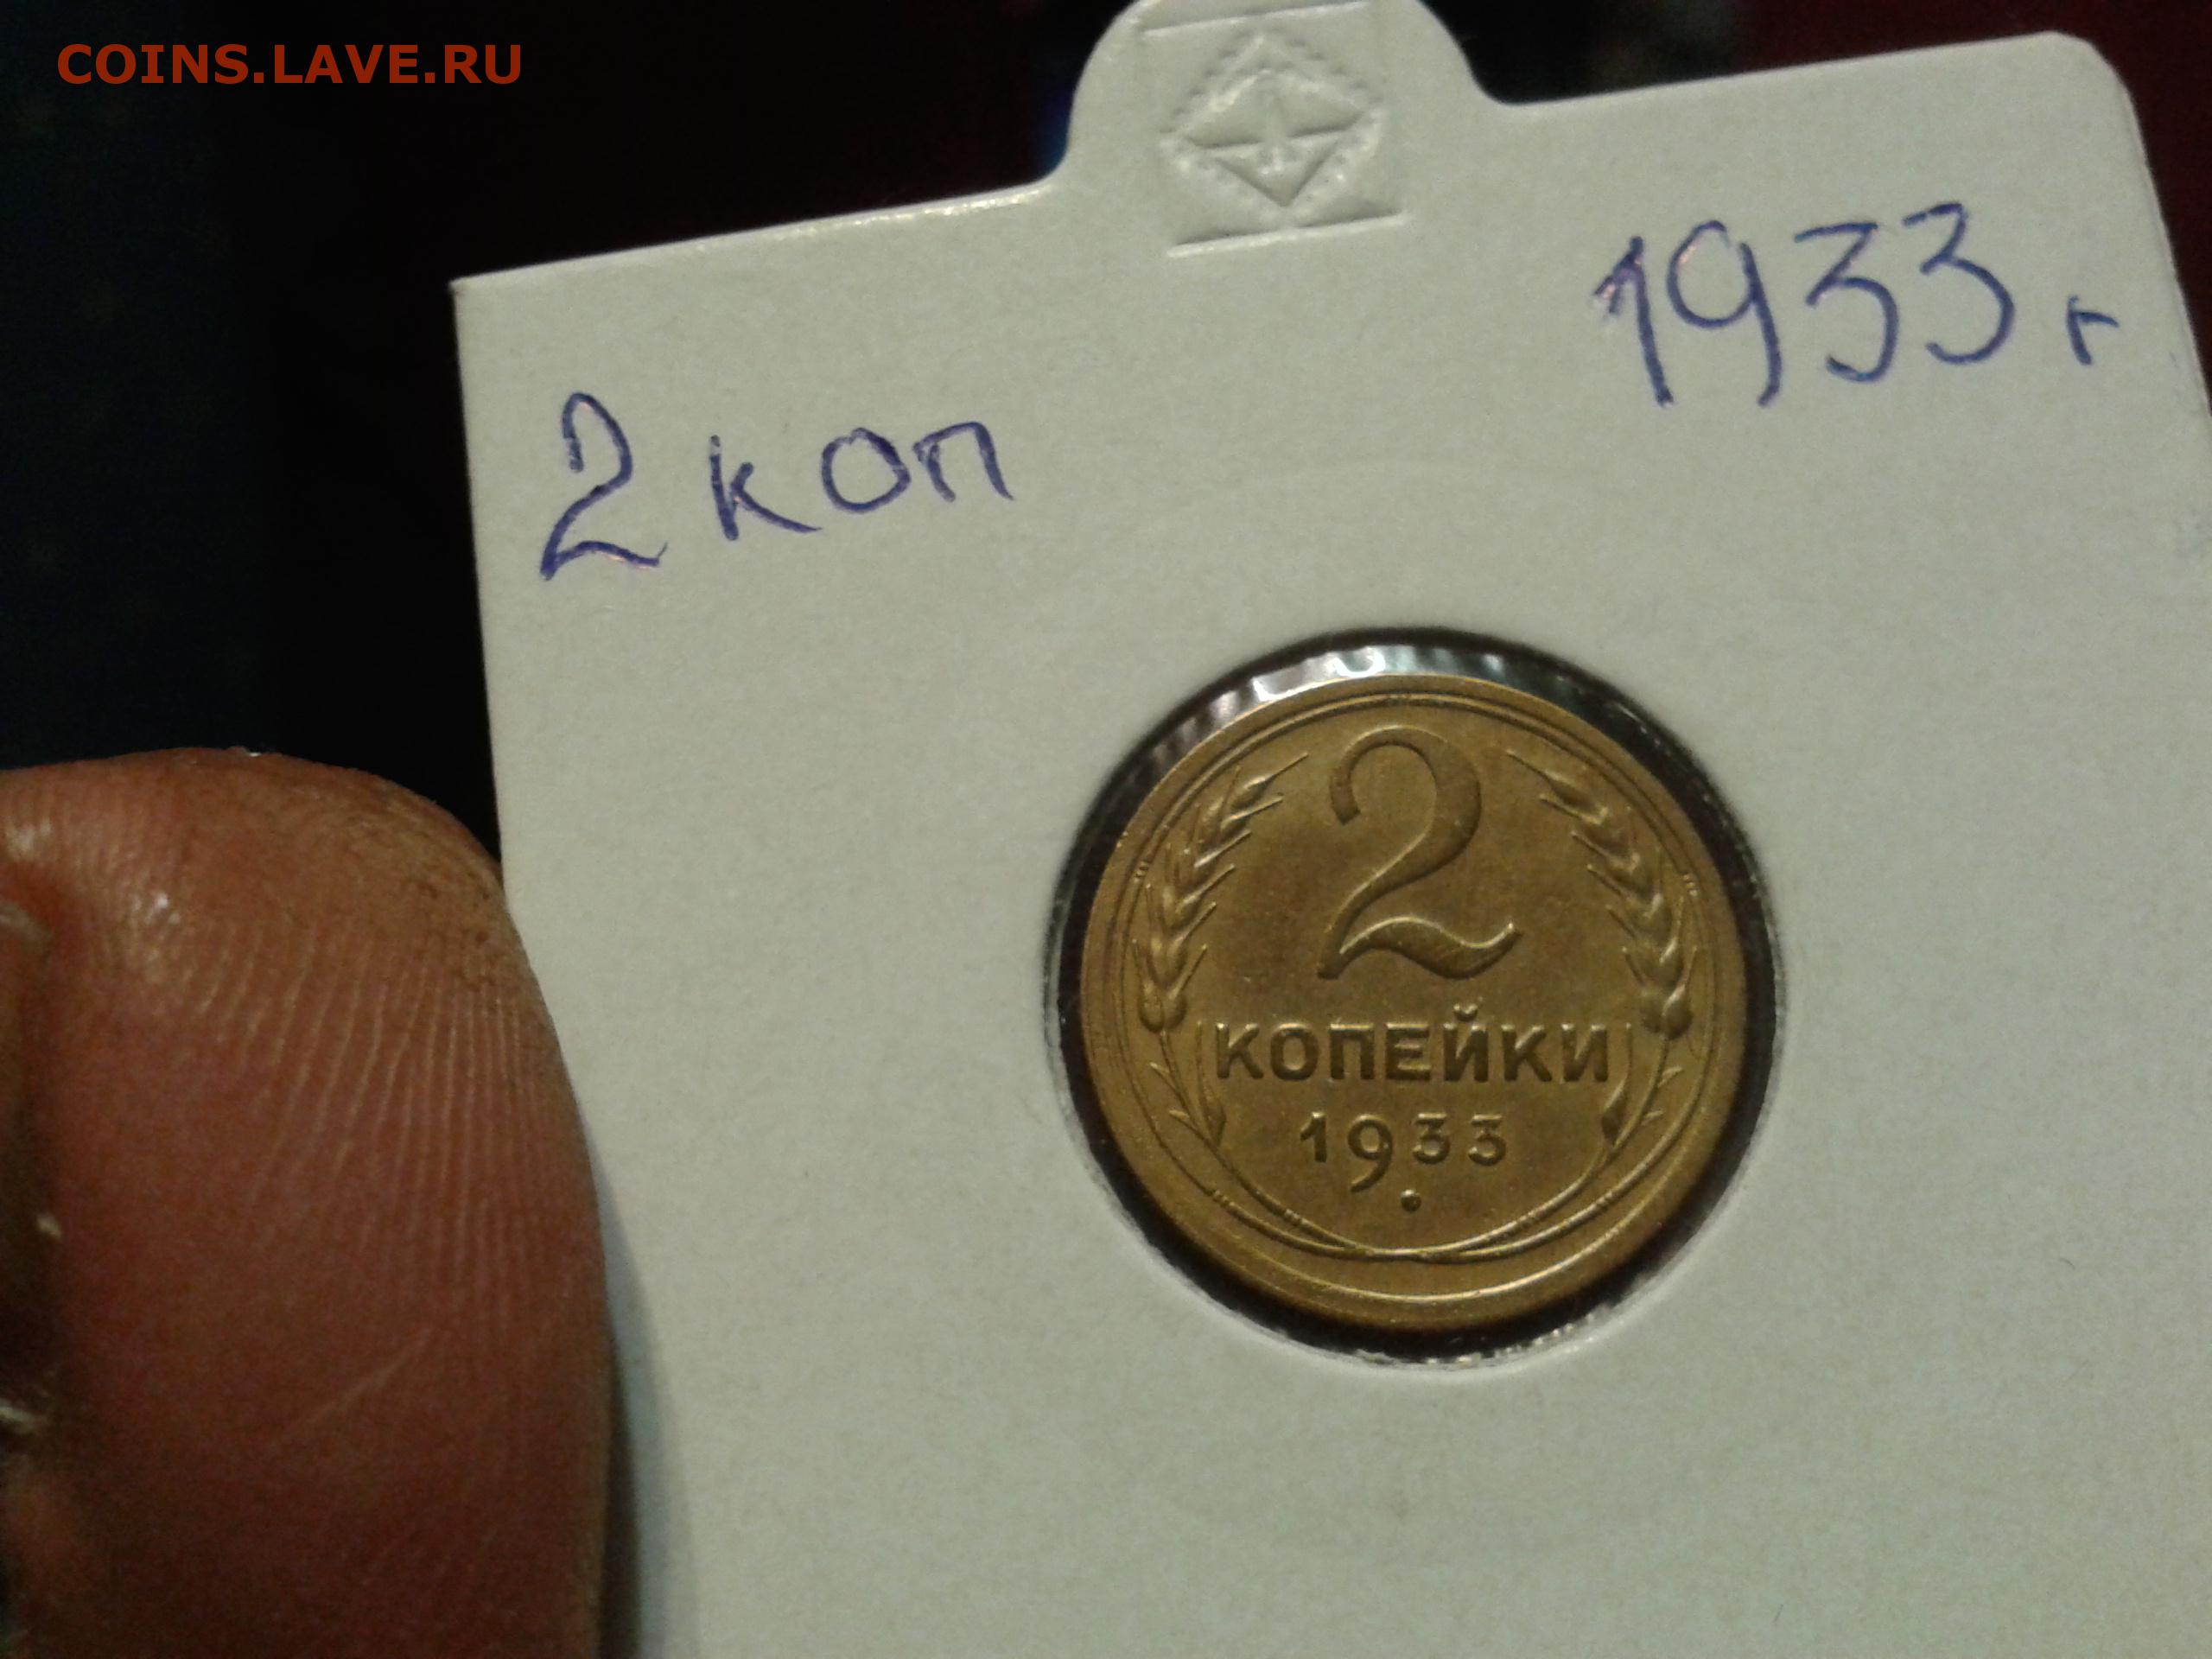 COINS.LAVE.RU
1933 г
2 коп
2
КОПЕЙКИ
1933